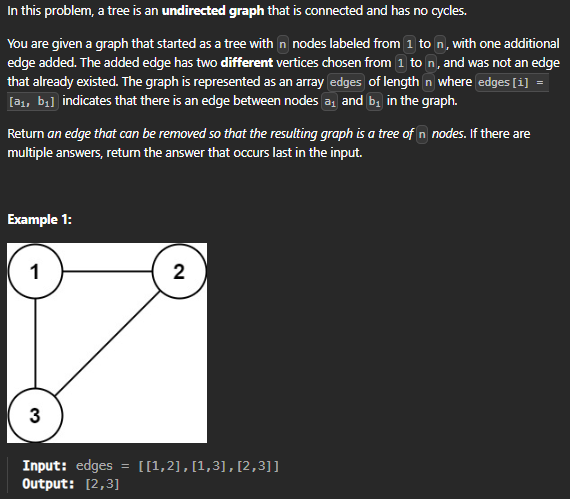 In this problem, a tree is an undirected graph that is connected and has no cycles.
You are given a graph that started as a tree with n nodes labeled from 1 to n, with one additional
edge added. The added edge has two different vertices chosen from 1 to n, and was not an edge
that already existed. The graph is represented as an array edges of length n where edges[i] =
[aᵢ, bᵢ] indicates that there is an edge between nodes aᵢ and bᵢ in the graph.
Return an edge that can be removed so that the resulting graph is a tree of n nodes. If there are
multiple answers, return the answer that occurs last in the input.
Example 1:
1 2
3
Input: edges = [[1,2],[1,3],[2,3]]
Output: [2,3]